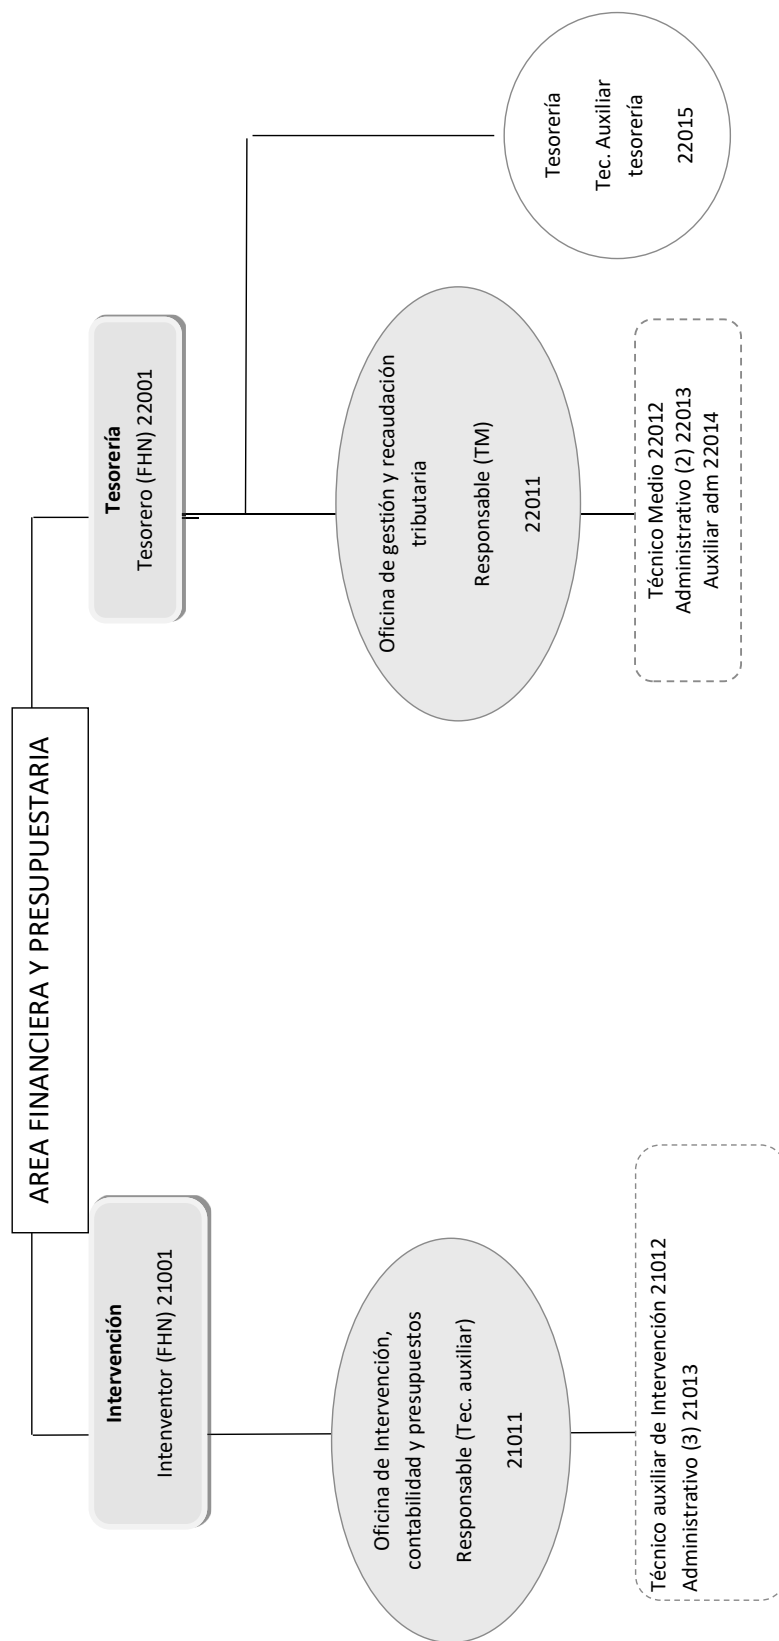 AREA FINANCIERA Y PRESUPUESTARIA
Intervención
Intenventor (FHN) 21001
Oficina de Intervención,
contabilidad y presupuestos
Responsable (Tec. auxiliar)
21011
Técnico auxiliar de Intervención 21012
Administrativo (3) 21013
Tesorería
Tesorero (FHN) 22001
Oficina de gestión y recaudación
tributaria
Responsable (TM)
22011
Técnico Medio 22012
Administrativo (2) 22013
Auxiliar adm 22014
Tesorería
Tec. Auxiliar
tesorería
22015